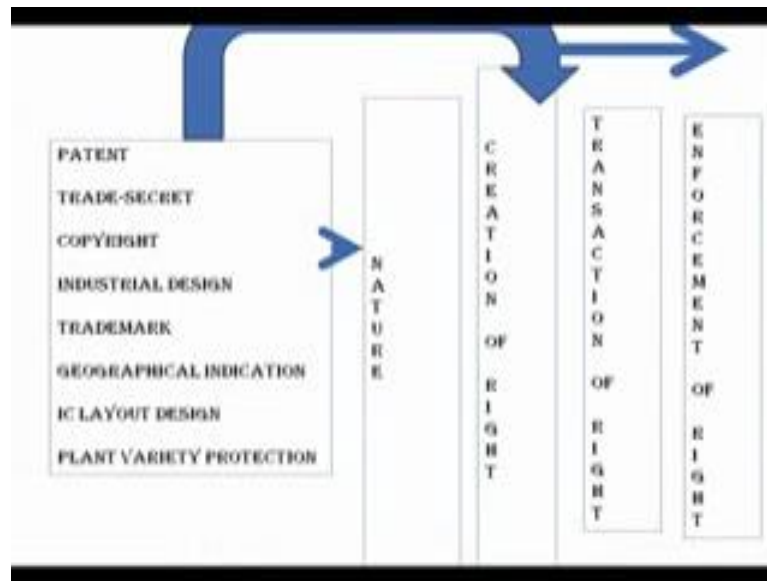 PATENT
TRADE-SECRET
COPYRIGHT
INDUSTRIAL DESIGN
TRADEMARK
GEOGRAPHICAL INDICATION
IC LAYOUT DESIGN
PLANT VARIETY PROTECTION
NATURE
CREATION OF RIGHT
TRANSACTION OF RIGHT
ENFORCEMENT OF RIGHT